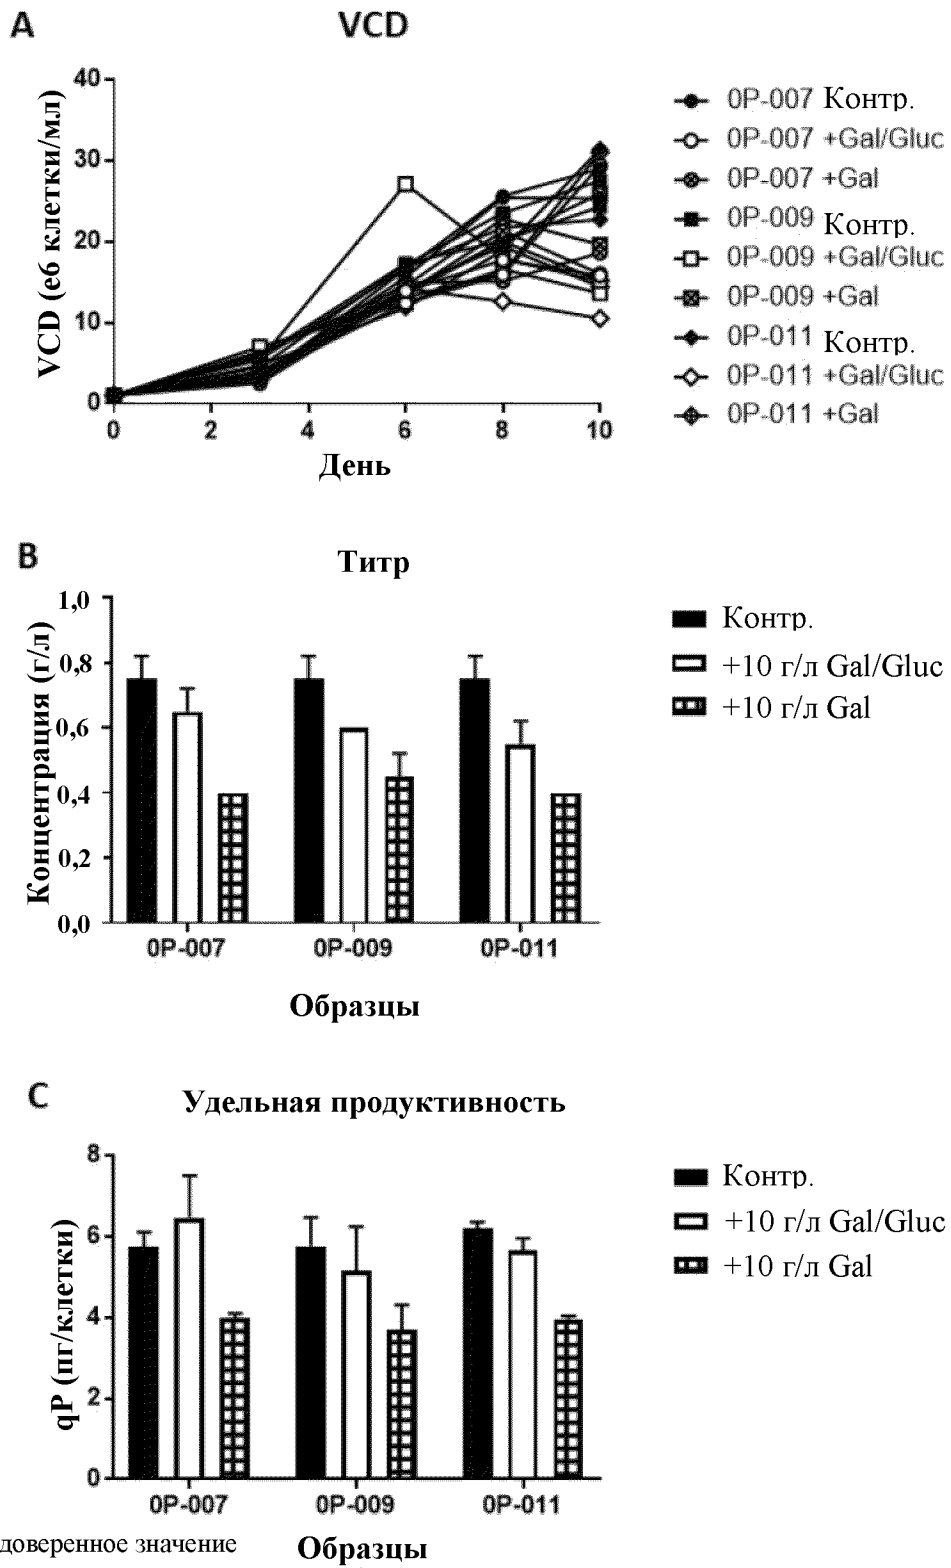 A
VCD
VCD (e6 клетки/мл)
40
30
20
10
0
0 2 4 6 8 10
День
0P-007 Контр.
0P-007 +Gal/Gluc
0P-007 +Gal
0P-009 Контр.
0P-009 +Gal/Gluc
0P-009 +Gal
0P-011 Контр.
0P-011 +Gal/Gluc
0P-011 +Gal
B
Титр
Концентрация (г/л)
1,0
0,8
0,6
0,4
0,2
0,0
0P-007 0P-009 0P-011
Образцы
Контр.
+10 г/л Gal/Gluc
+10 г/л Gal
C
Удельная продуктивность
qP (пг/клетки)
8
6
4
2
0
0P-007 0P-009 0P-011
Образцы
Контр.
+10 г/л Gal/Gluc
+10 г/л Gal
доверенное значение